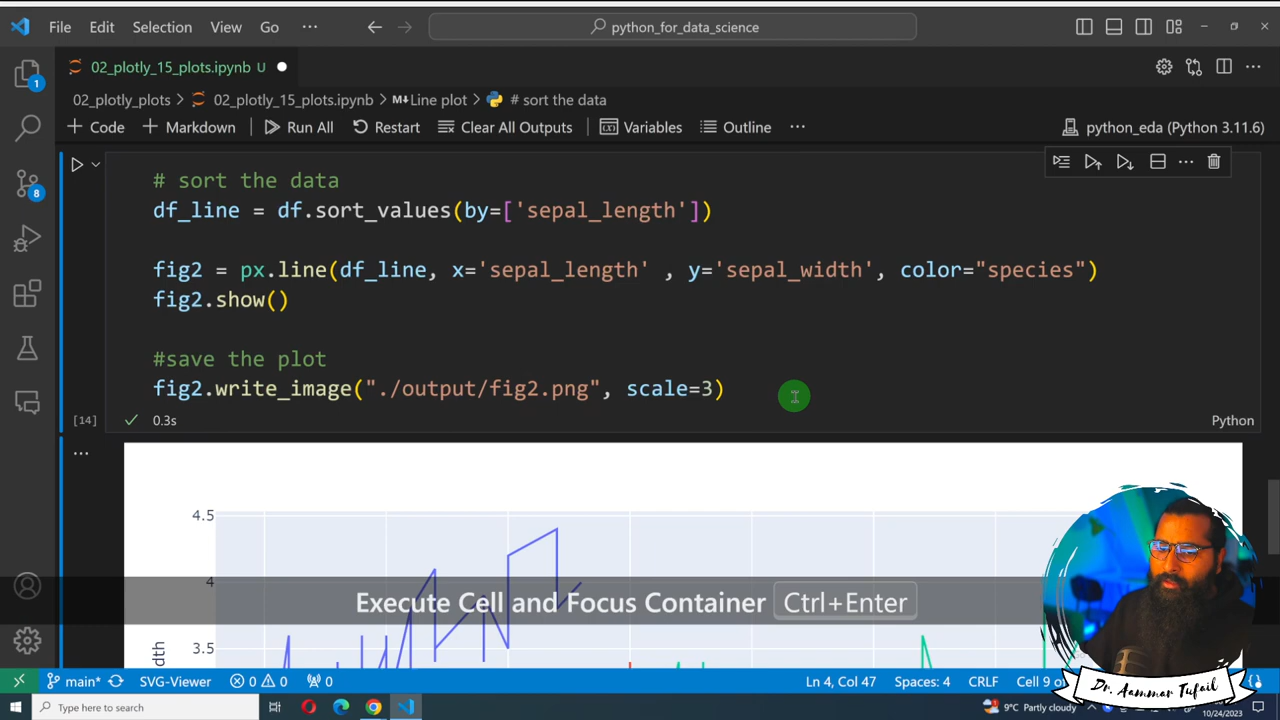 File Edit Selection View Go ··· python_for_data_science
02_plotly_15_plots.ipynb U
02_plotly_plots > 02_plotly_15_plots.ipynb > M↓Line plot > # sort the data
+ Code + Markdown Run All Restart Clear All Outputs Variables Outline ··· python_eda (Python 3.11.6)
1
8
# sort the data
df_line = df.sort_values(by=['sepal_length'])
fig2 = px.line(df_line, x='sepal_length' , y='sepal_width', color="species")
fig2.show()
#save the plot
fig2.write_image("./output/fig2.png", scale=3)
[14] 0.3s Python
4.5
4
3.5
dth
Execute Cell and Focus Container Ctrl+Enter
main* SVG-Viewer 0 0 0 Ln 4, Col 47 Spaces: 4 CRLF Cell 9 of
Dr. Aammar Tufail
Type here to search 9°C Partly cloudy
10/24/2023